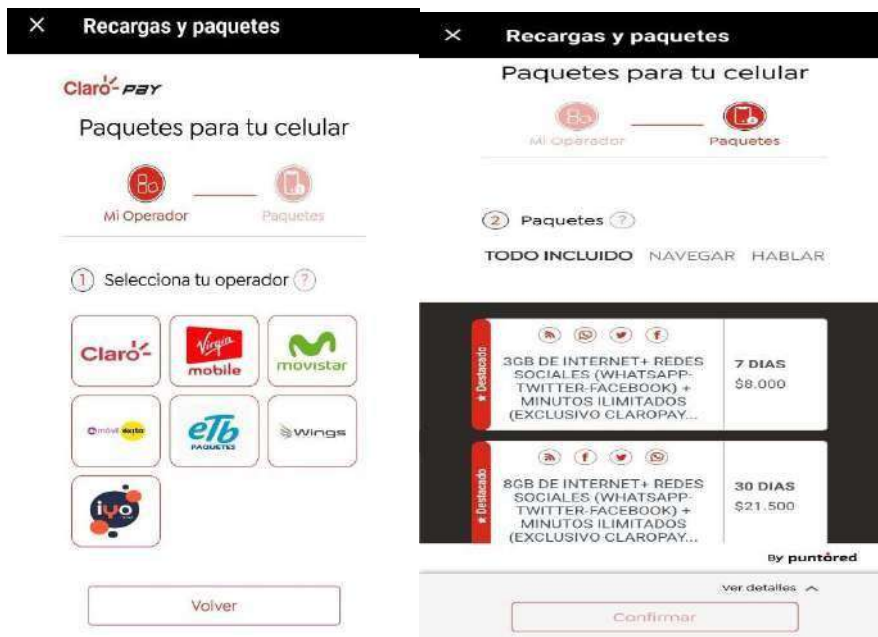 Recargas y paquetes
Claro-pay
Paquetes para tu celular
Mi Operador
Paquetes
1 Selecciona tu operador ?
Claro-
Virgin
mobile
movistar
móvil éxito
etb
PAQUETES
Wings
iyo
Volver
Recargas y paquetes
Paquetes para tu celular
Mi Operador
Paquetes
2 Paquetes ?
TODO INCLUIDO NAVEGAR HABLAR
★ Destacado
3GB DE INTERNET+ REDES
SOCIALES (WHATSAPP-
TWITTER-FACEBOOK) +
MINUTOS ILIMITADOS
(EXCLUSIVO CLAROPAY...
7 DIAS
$8.000
★ Destacado
8GB DE INTERNET+ REDES
SOCIALES (WHATSAPP-
TWITTER-FACEBOOK) +
MINUTOS ILIMITADOS
(EXCLUSIVO CLAROPAY...
30 DIAS
$21.500
By puntored
Ver detalles
Confirmar